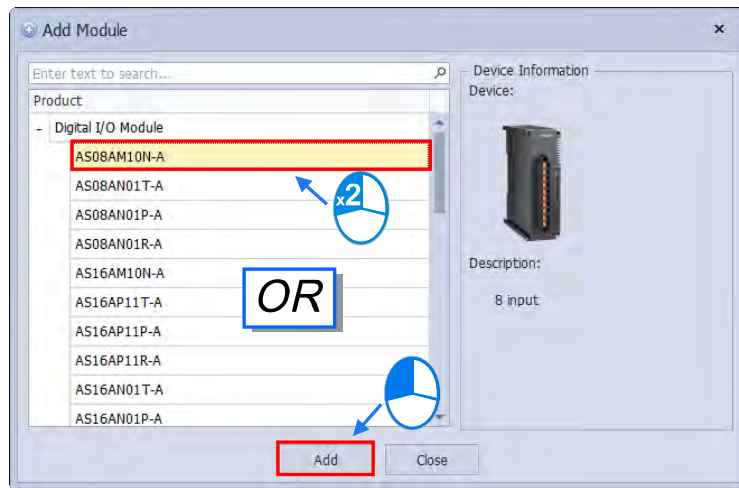 Add Module
Enter text to search...
Product
- Digital I/O Module
AS08AM10N-A
AS08AN01T-A
AS08AN01P-A
AS08AN01R-A
AS16AM10N-A
AS16AP11T-A
AS16AP11P-A
AS16AP11R-A
AS16AN01T-A
AS16AN01P-A
x2
OR
Device Information
Device:
Description:
8 input
Add
Close